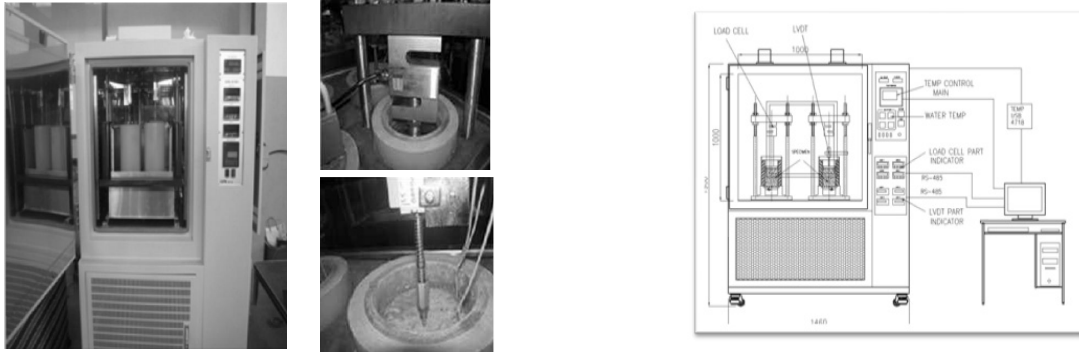 LOAD CELL
LVDT
1000
TEMP CONTROL
MAIN
TEMP
USB
4718
WATER TEMP
1000
SPECIMEN
LOAD CELL PART
INDICATOR
RS-485
RS-485
LVDT PART
INDICATOR
1460